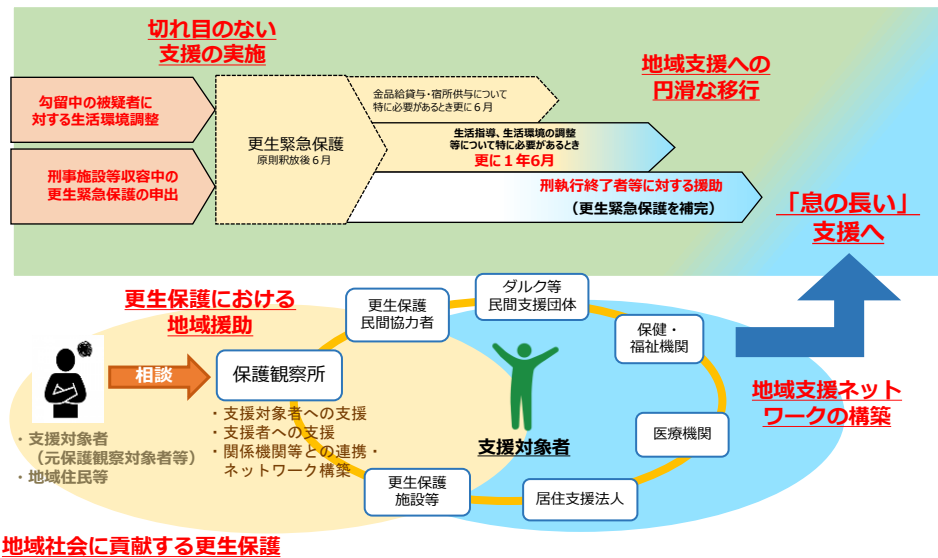 切れ目のない
支援の実施
勾留中の被疑者に
対する生活環境調整
刑事施設等収容中の
更生緊急保護の申出
更生緊急保護
原則釈放後６月
金品給貸与・宿所供与について
特に必要があるとき更に６月
生活指導、生活環境の調整
等について特に必要があるとき
更に１年6月
刑執行終了者等に対する援助
（更生緊急保護を補完）
地域支援への
円滑な移行
「息の長い」
支援へ
更生保護における
地域援助
相談
・支援対象者
（元保護観察対象者等）
・地域住民等
保護観察所
・支援対象者への支援
・支援者への支援
・関係機関等との連携・
ネットワーク構築
更生保護
民間協力者
ダルク等
民間支援団体
保健・
福祉機関
医療機関
居住支援法人
更生保護
施設等
支援対象者
地域支援ネット
ワークの構築
地域社会に貢献する更生保護